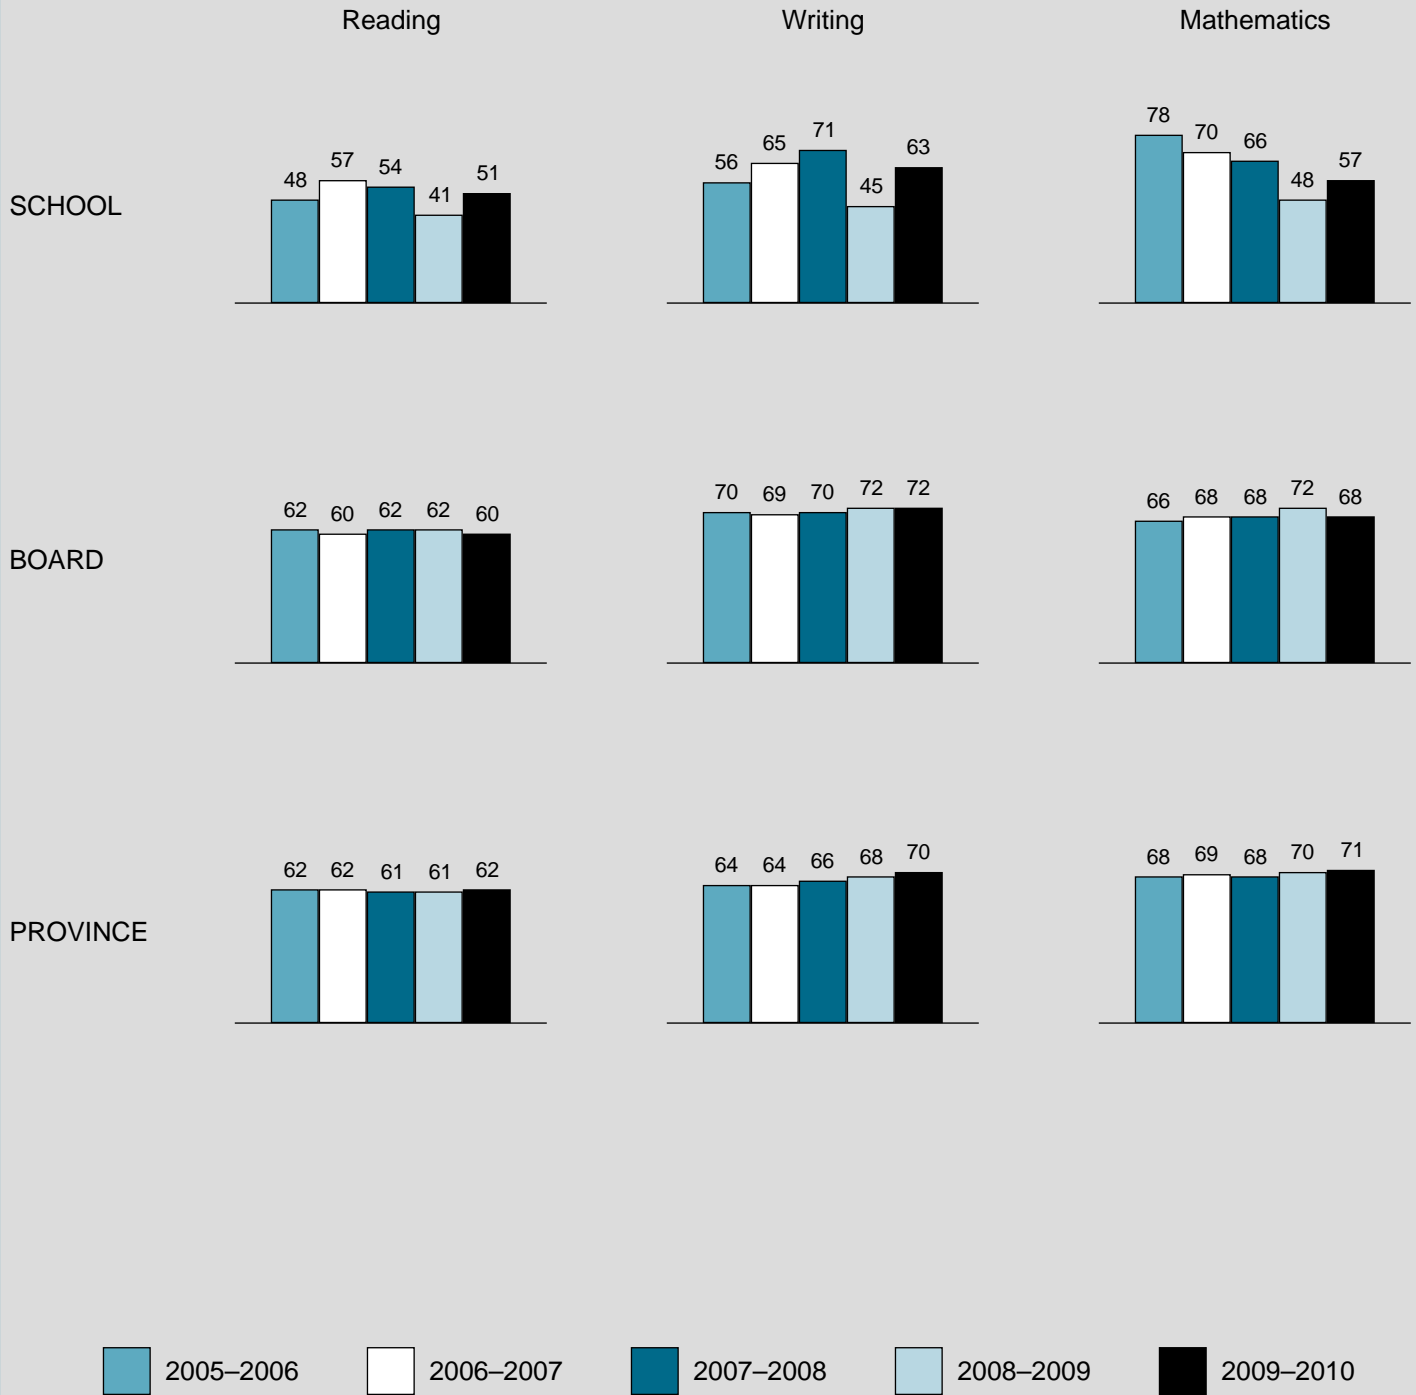 Reading Writing Mathematics
SCHOOL
48 57 54 41 51
56 65 71 45 63
78 70 66 48 57
BOARD
62 60 62 62 60
70 69 70 72 72
66 68 68 72 68
PROVINCE
62 62 61 61 62
64 64 66 68 70
68 69 68 70 71
2005–2006 2006–2007 2007–2008 2008–2009 2009–2010